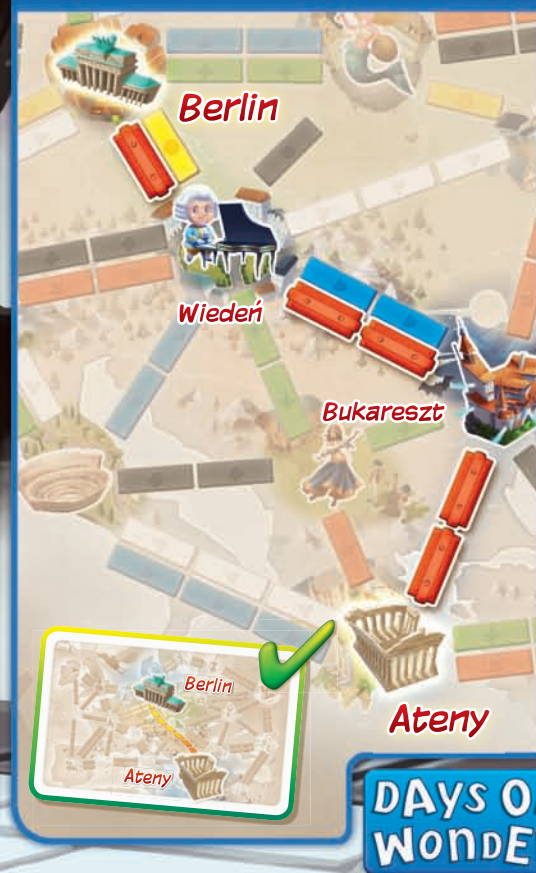 Berlin
Wiedeń
Bukareszt
Ateny
Berlin
Ateny
DAYS O
WONDE